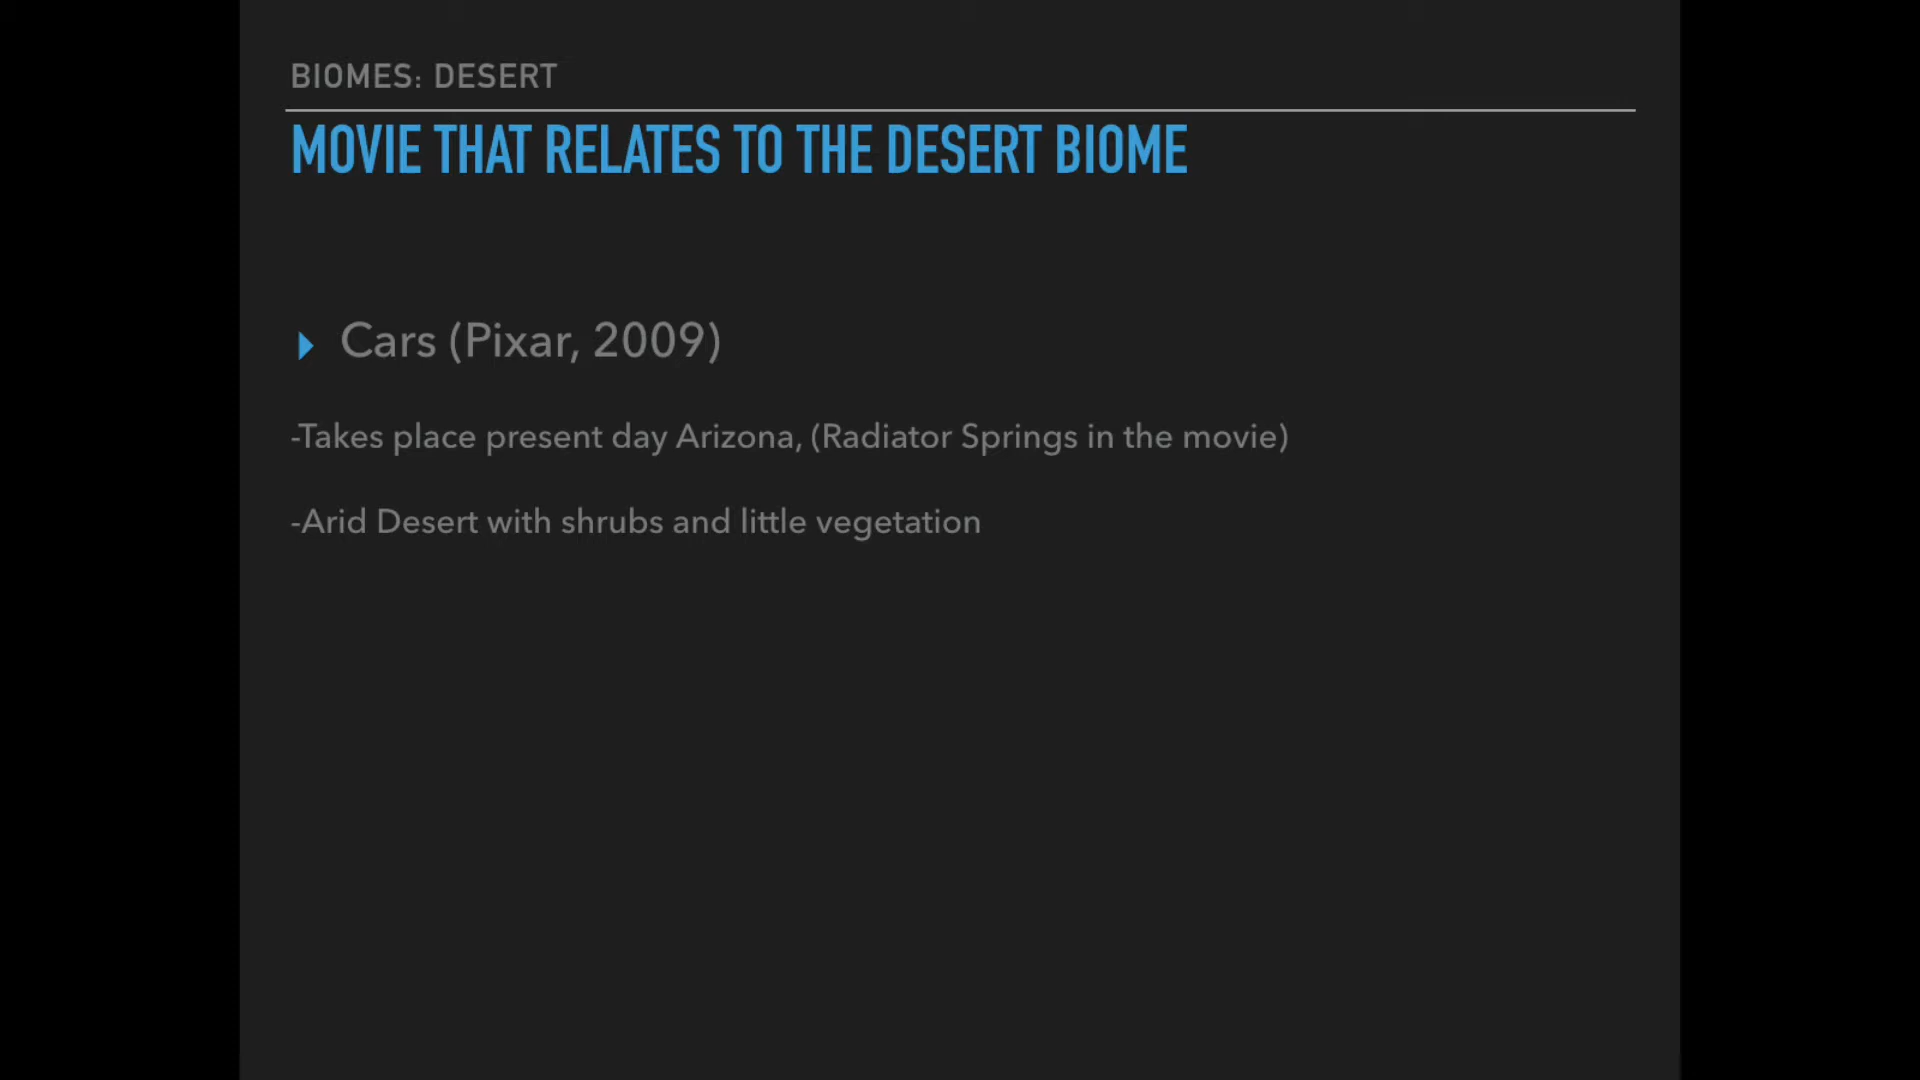 BIOMES: DESERT
MOVIE THAT RELATES TO THE DESERT BIOME
Cars (Pixar, 2009)
-Takes place present day Arizona, (Radiator Springs in the movie)
-Arid Desert with shrubs and little vegetation